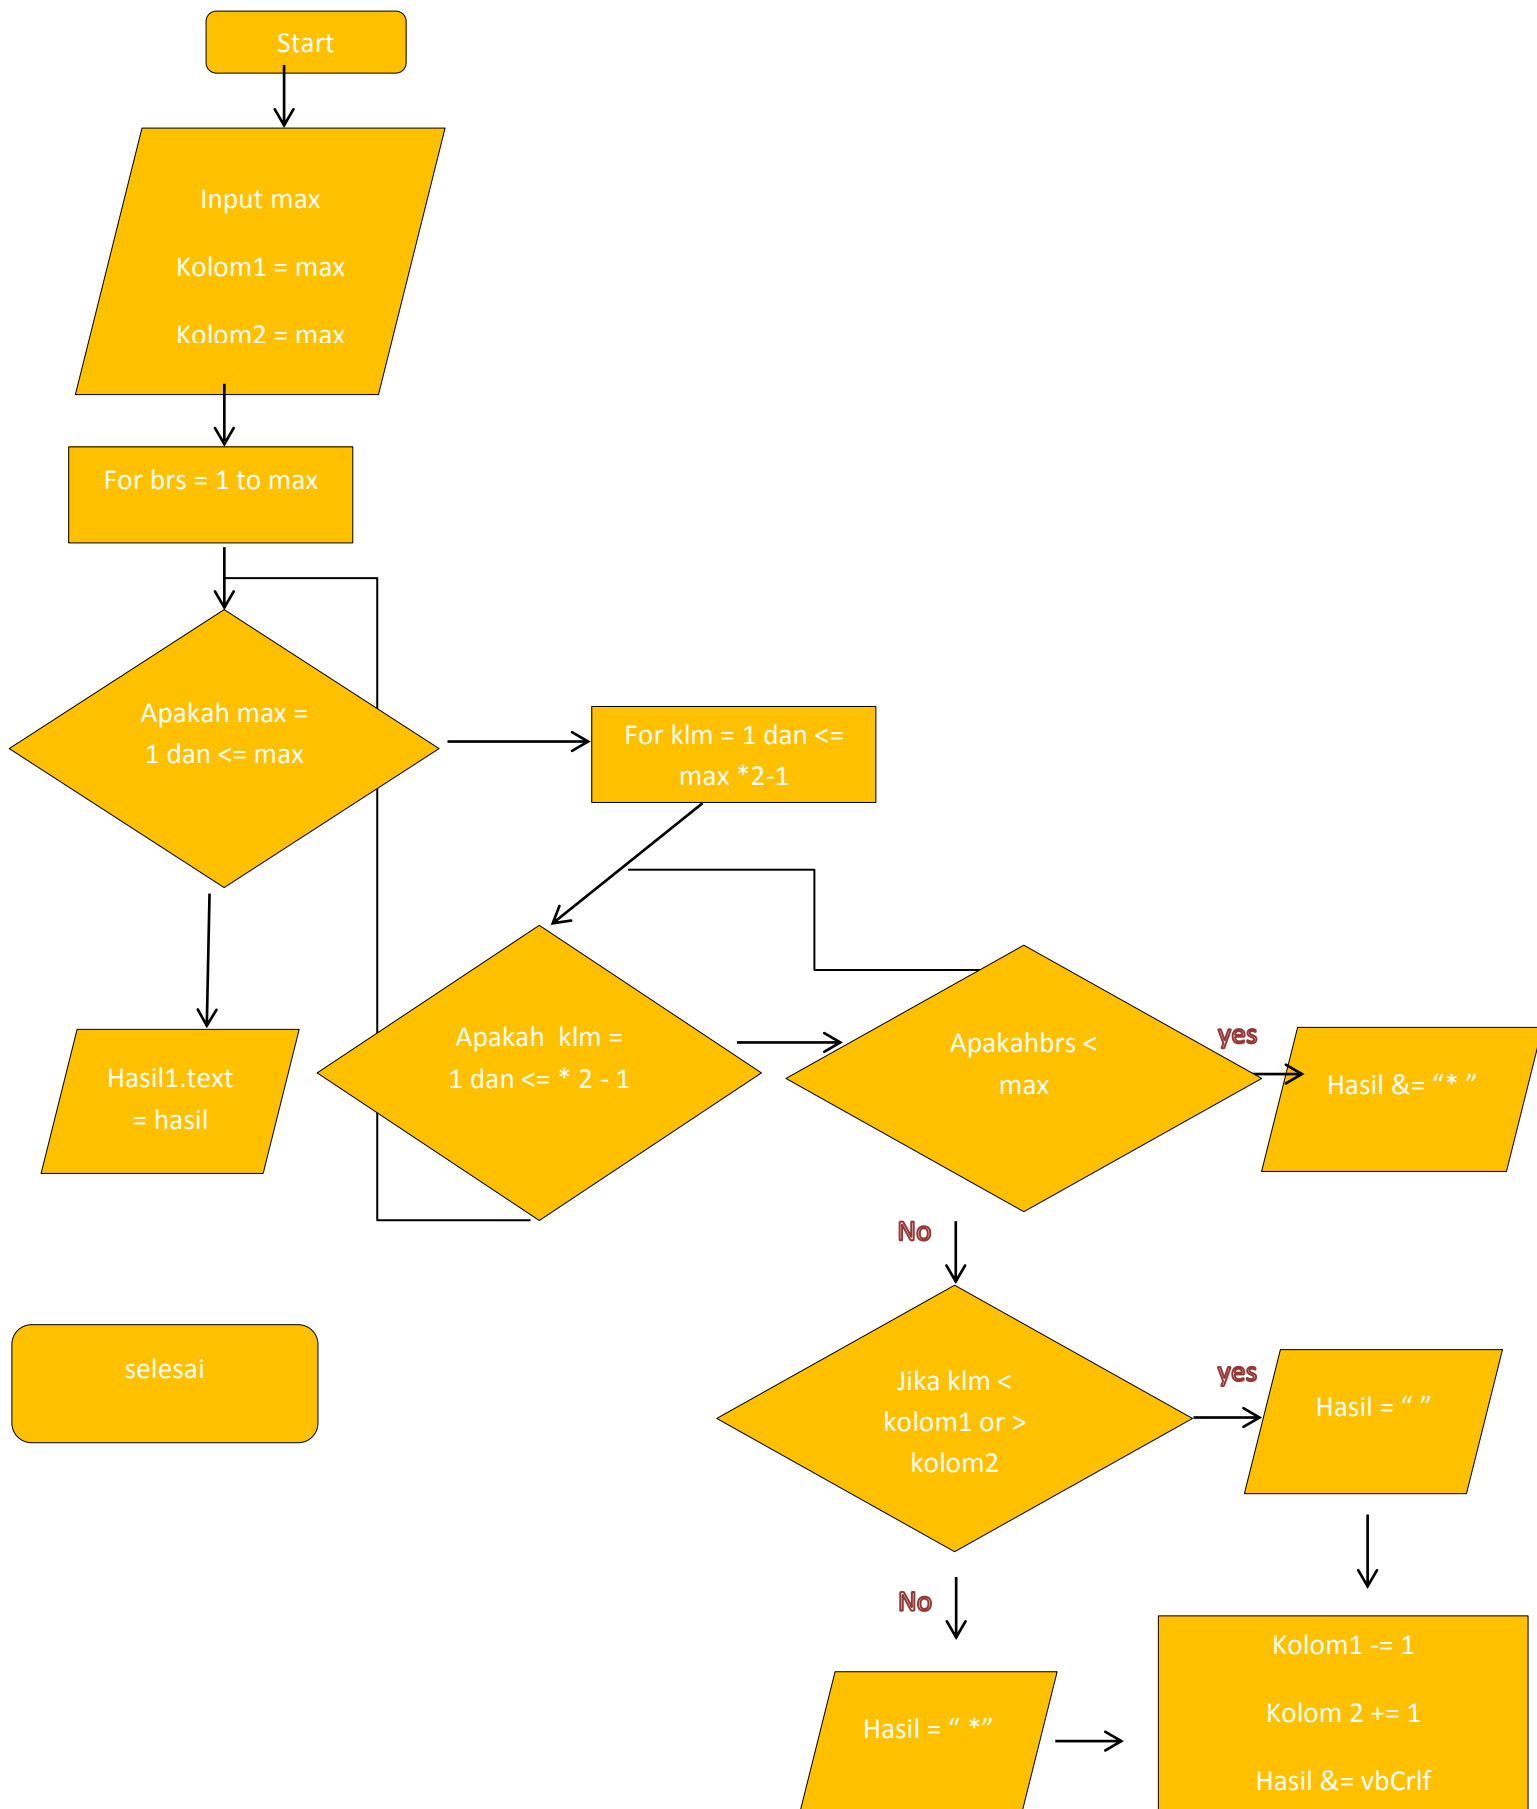 Start
Input max
Kolom1 = max
Kolom2 = max
For brs = 1 to max
Apakah max =
1 dan <= max
For klm = 1 dan <=
max *2-1
Apakah  klm =
1 dan <= * 2 - 1
Apakahbrs <
max
yes
Hasil &= “* ”
Hasil1.text
= hasil
No
selesai
Jika klm <
kolom1 or >
kolom2
yes
Hasil = “ ”
No
Hasil = “ *”
Kolom1 -= 1
Kolom 2 += 1
Hasil &= vbCrlf